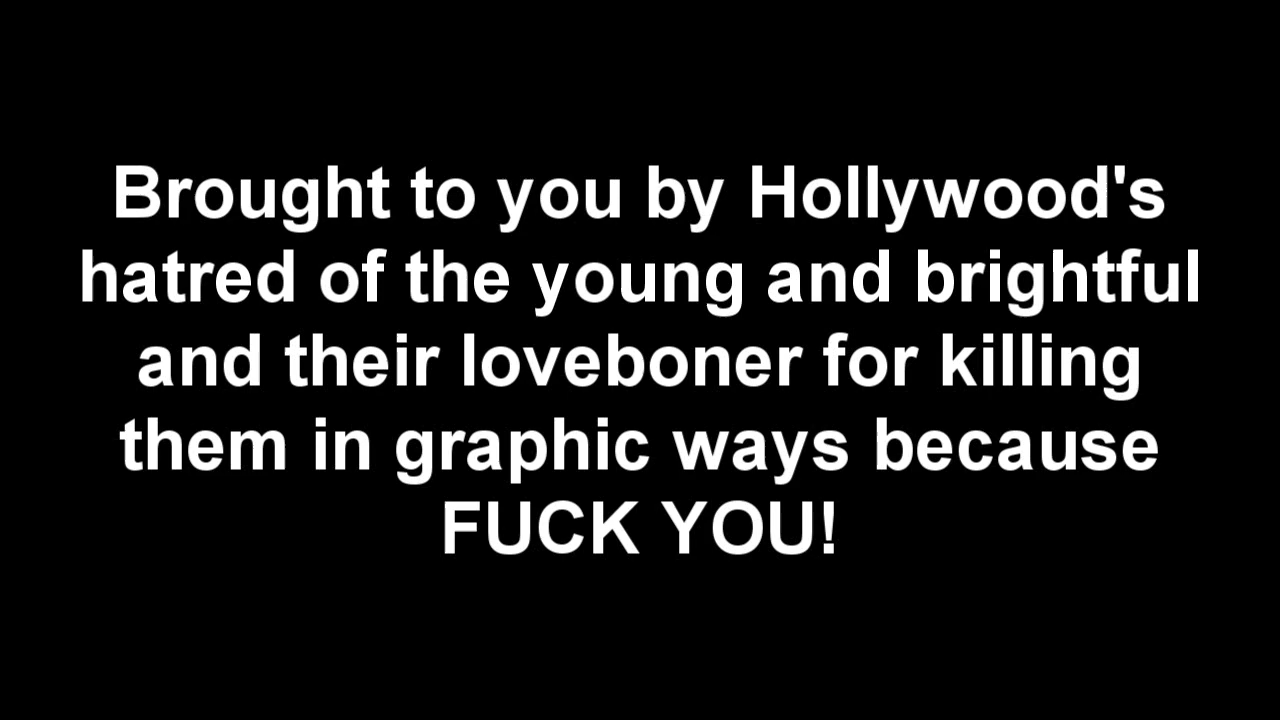 Brought to you by Hollywood's
hatred of the young and brightful
and their loveboner for killing
them in graphic ways because
FUCK YOU!